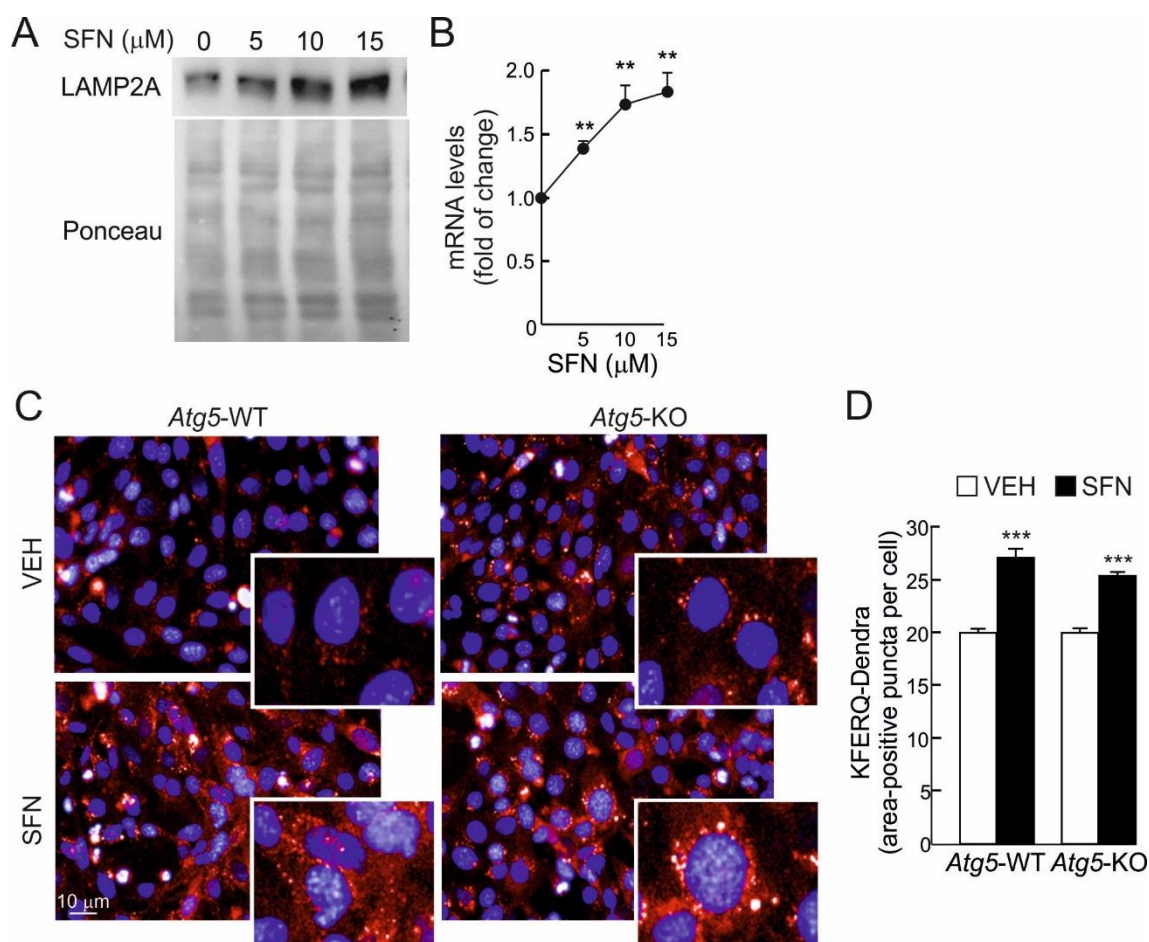 A
SFN (μM) 0 5 10 15
LAMP2A
Ponceau
B
mRNA levels
(fold of change)
2.0
1.5
1.0
0.5
0
** ** **
5 10 15
SFN (μM)
C
Atg5-WT Atg5-KO
VEH
SFN
10 μm
D
VEH SFN
KFERQ-Dendra
(area-positive puncta per cell)
30
25
20
15
10
5
0
*** ***
Atg5-WT Atg5-KO